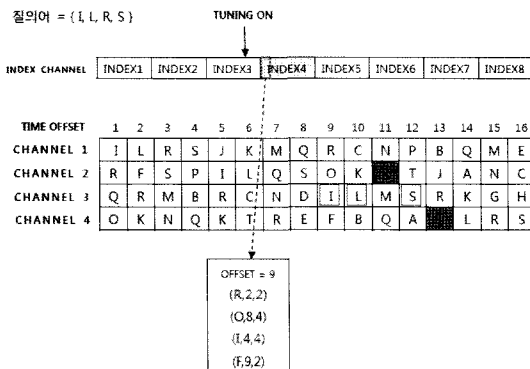 질의어 = { I, L, R, S }
TUNING ON
INDEX CHANNEL INDEX1 INDEX2 INDEX3 INDEX4 INDEX5 INDEX6 INDEX7 INDEX8
TIME OFFSET 1 2 3 4 5 6 7 8 9 10 11 12 13 14 15 16
CHANNEL 1 I L R S J K M Q R C N P B Q M E
CHANNEL 2 R F S P I L Q S O K T J A N C
CHANNEL 3 Q R M B R C N D I L M S R K G H
CHANNEL 4 O K N Q K T R E F B Q A L R S
OFFSET = 9
(R,2,2)
(O,8,4)
(I,4,4)
(F,9,2)